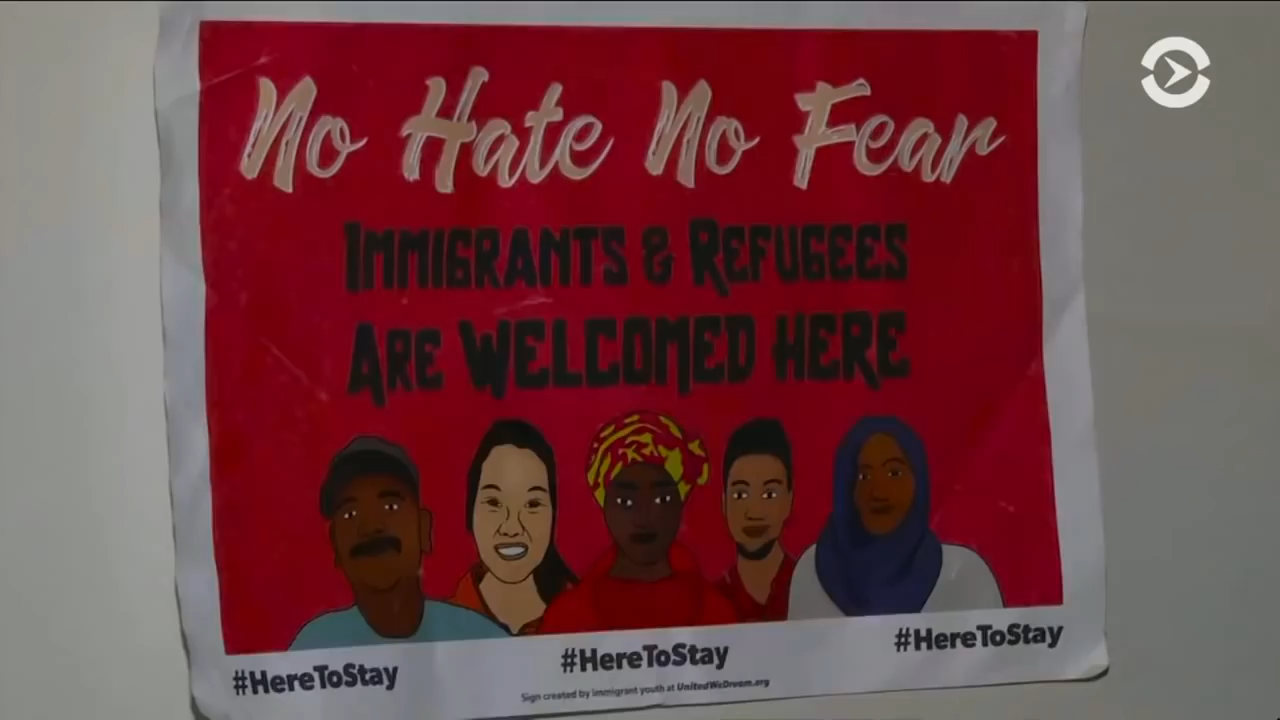 No Hate No Fear
IMMIGRANTS & REFUGEES
ARE WELCOMED HERE
#HereToStay
#HereToStay
#HereToStay
Sign created by immigrant youth at UnitedWeDream.org